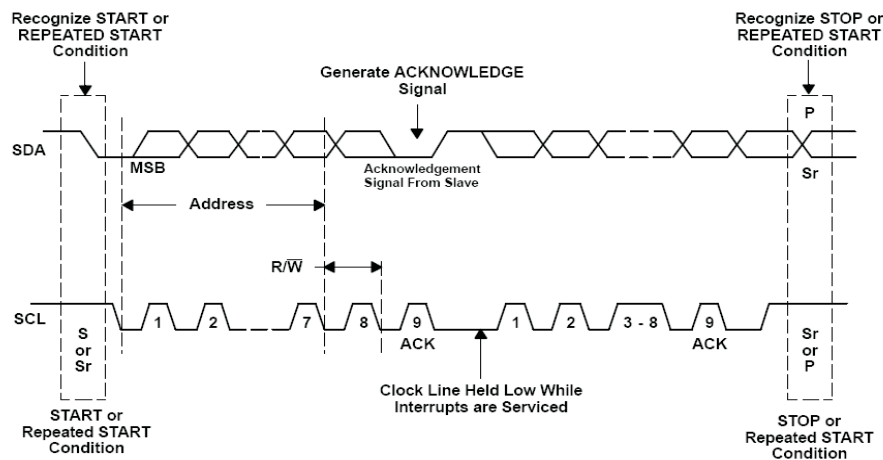 Recognize START or
REPEATED START
Condition
Recognize STOP or
REPEATED START
Condition
Generate ACKNOWLEDGE
Signal
P
SDA
MSB
Acknowledgement
Signal From Slave
Sr
Address
R/W̅
SCL
1
2
7
8
9
1
2
3 - 8
9
ACK
ACK
S
or
Sr
Sr
or
P
Clock Line Held Low While
Interrupts are Serviced
START or
Repeated START
Condition
STOP or
Repeated START
Condition